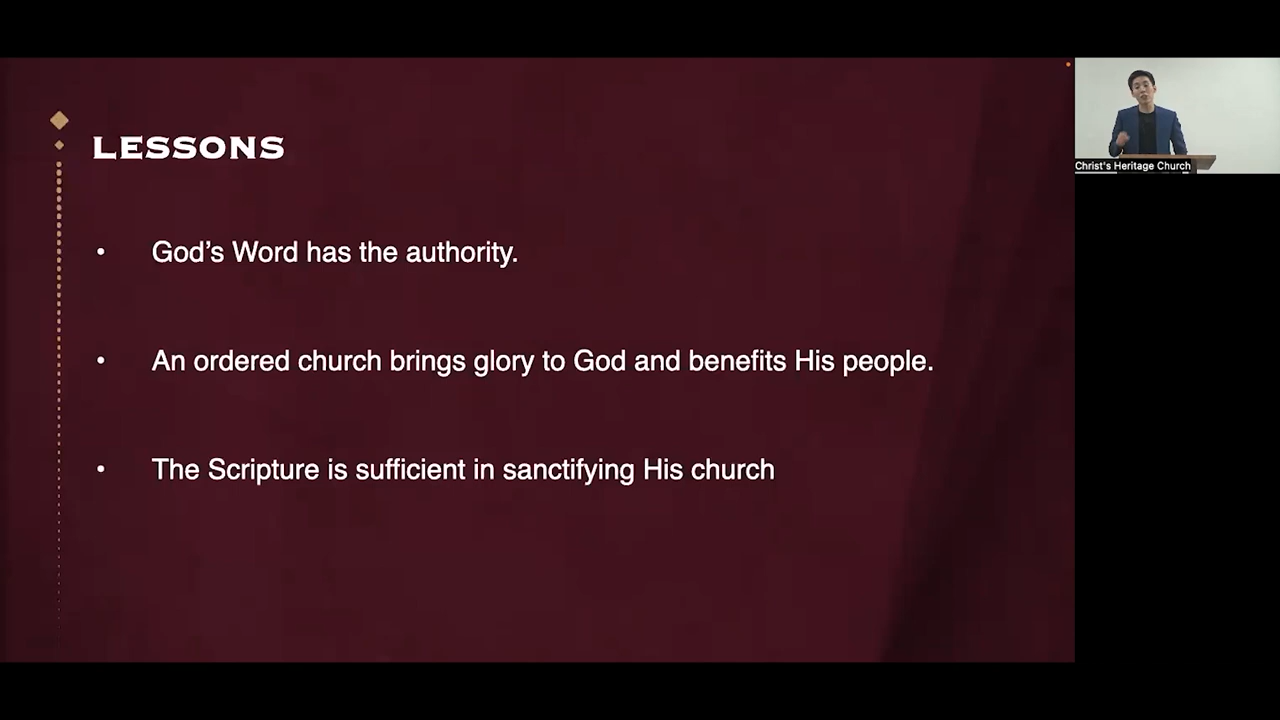 LESSONS
• God’s Word has the authority.
• An ordered church brings glory to God and benefits His people.
• The Scripture is sufficient in sanctifying His church
Christ's Heritage Church